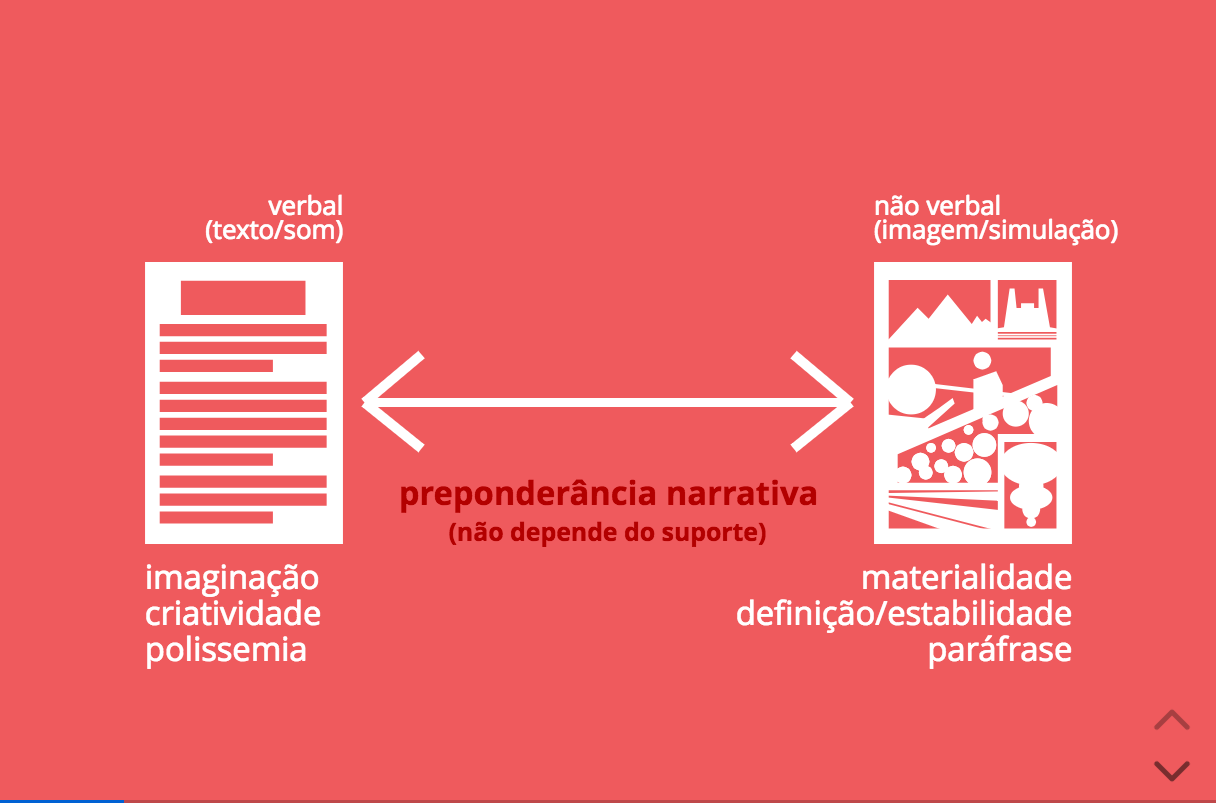 verbal
(texto/som)
não verbal
(imagem/simulação)
preponderância narrativa
(não depende do suporte)
imaginação
criatividade
polissemia
materialidade
definição/estabilidade
paráfrase